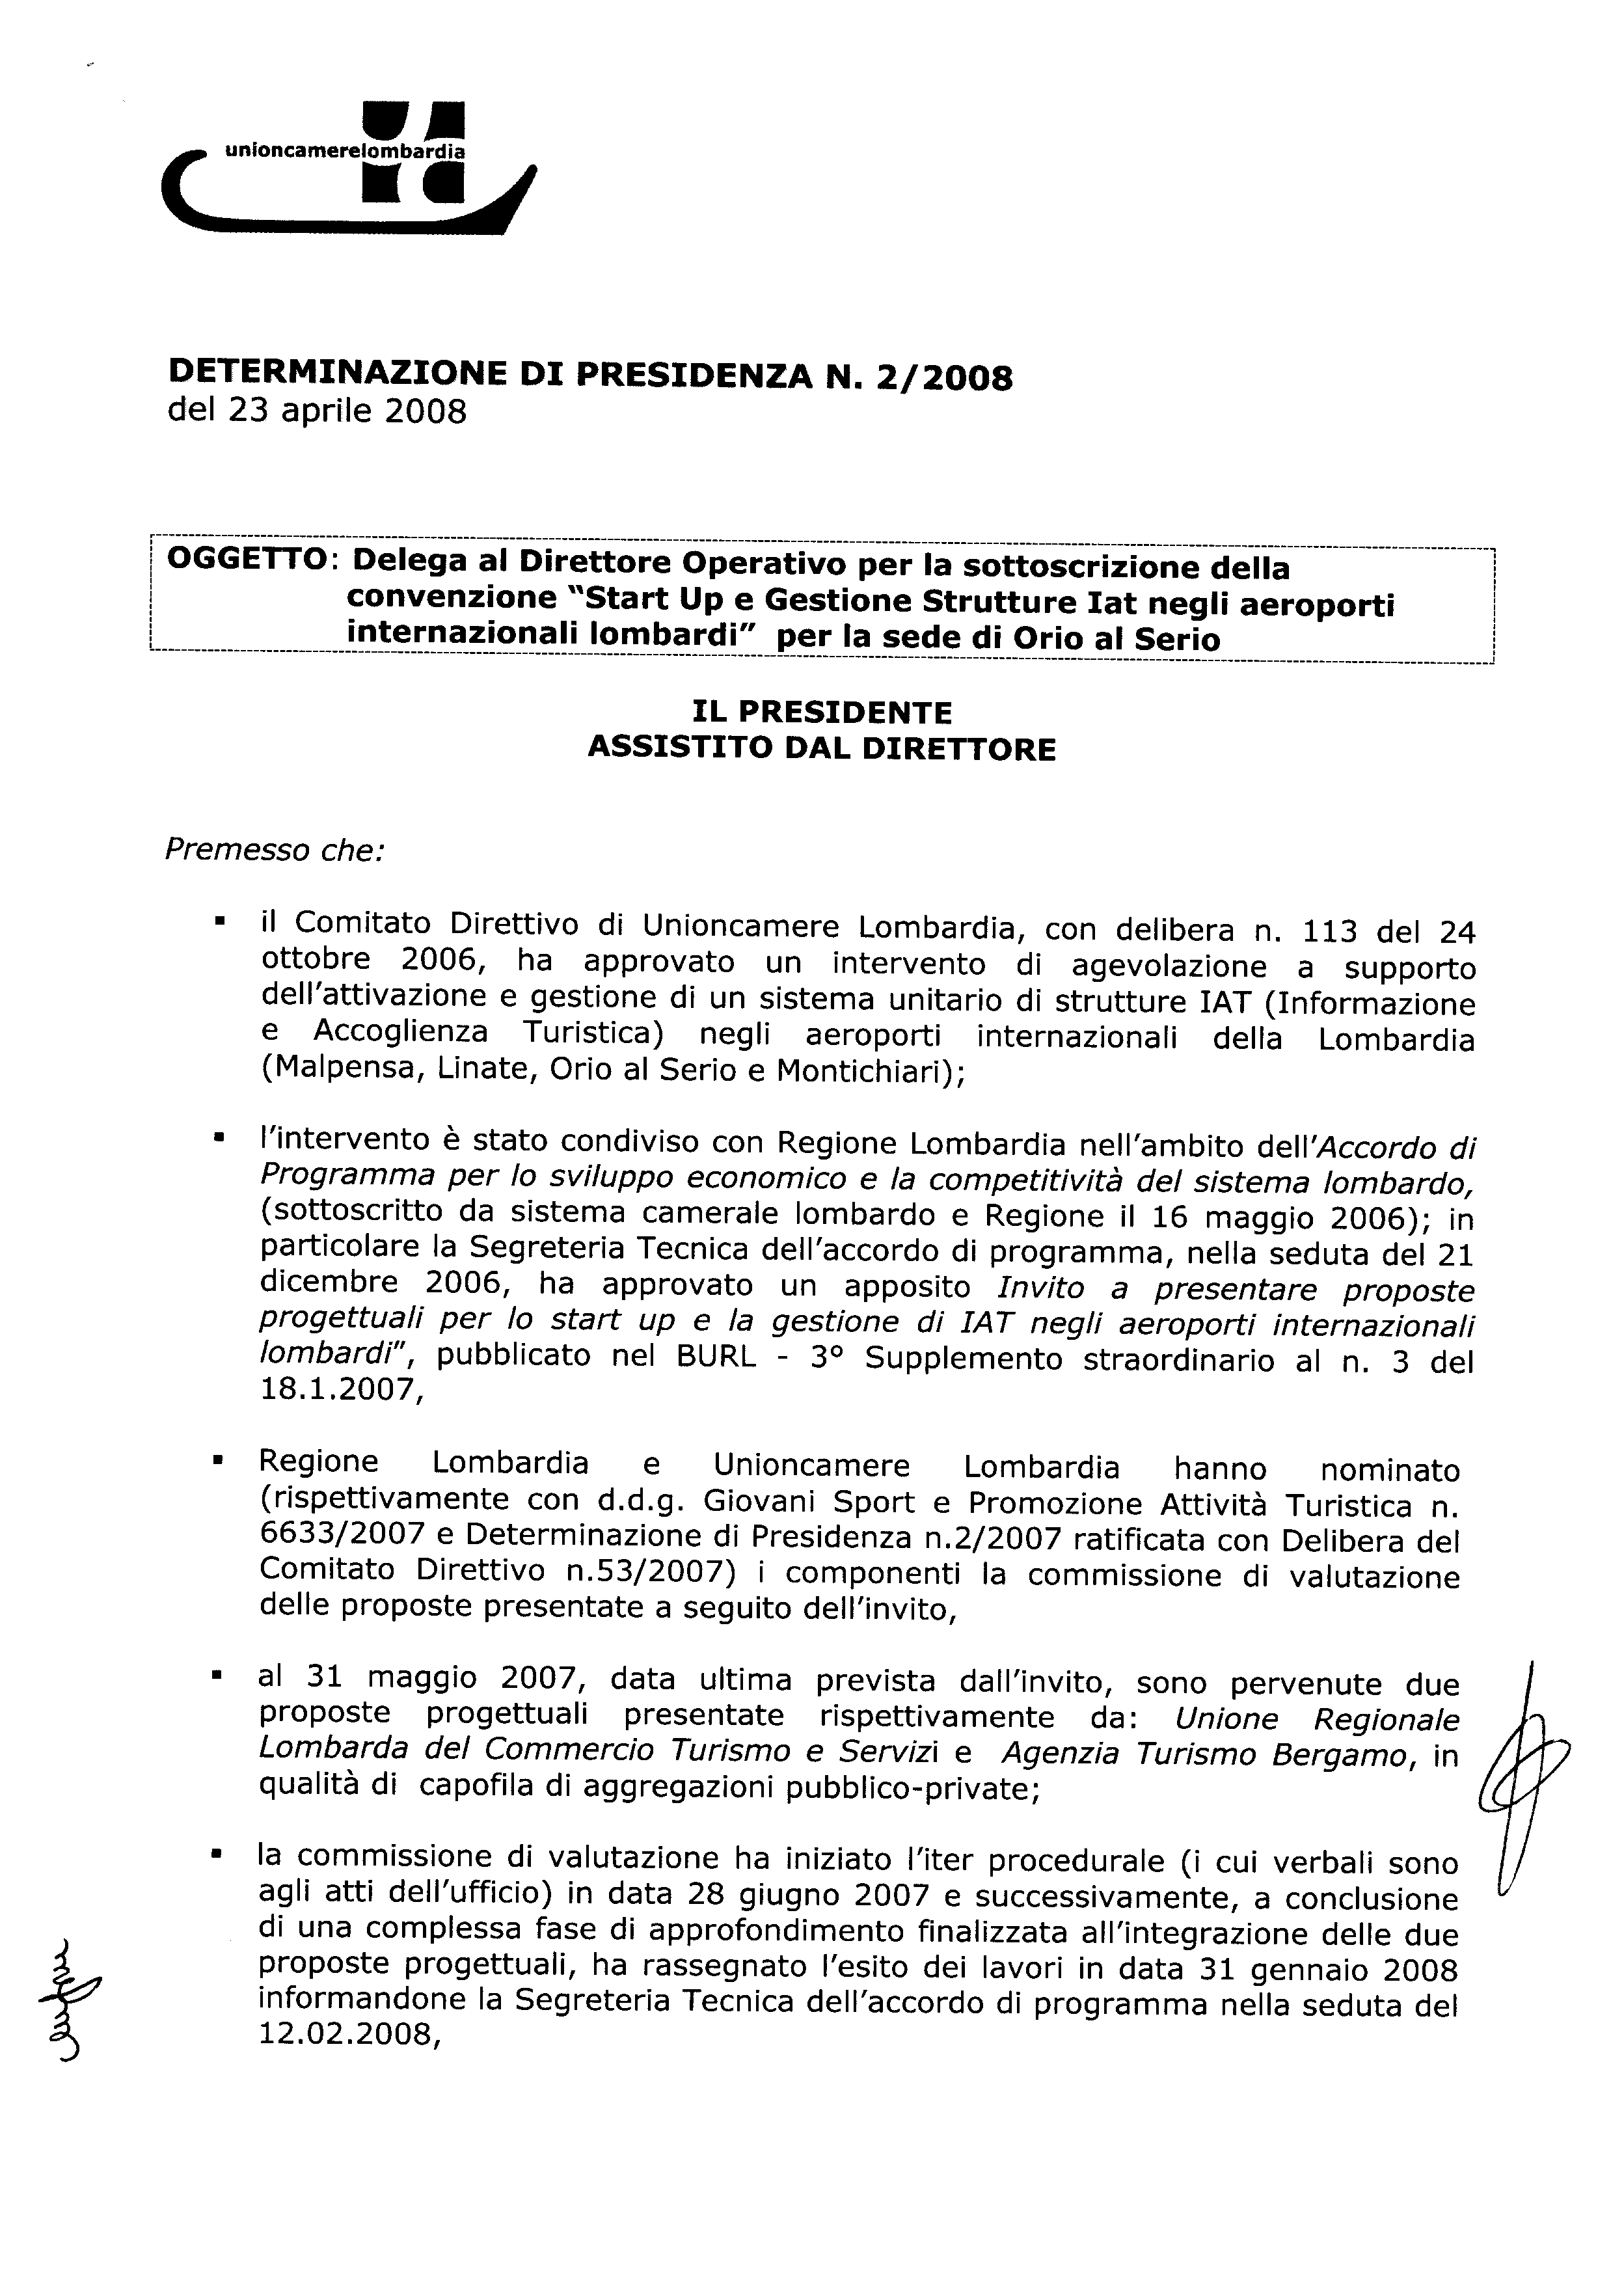 unioncamerelombardia
DETERMINAZIONE DI PRESIDENZA N. 2/2008
del 23 aprile 2008
OGGETTO: Delega al Direttore Operativo per la sottoscrizione della
convenzione "Start Up e Gestione Strutture Iat negli aeroporti
internazionali lombardi" per la sede di Orio al Serio
IL PRESIDENTE
ASSISTITO DAL DIRETTORE
Premesso che:
▪ il Comitato Direttivo di Unioncamere Lombardia, con delibera n. 113 del 24
ottobre 2006, ha approvato un intervento di agevolazione a supporto
dell'attivazione e gestione di un sistema unitario di strutture IAT (Informazione
e Accoglienza Turistica) negli aeroporti internazionali della Lombardia
(Malpensa, Linate, Orio al Serio e Montichiari);
▪ l'intervento è stato condiviso con Regione Lombardia nell'ambito dell'Accordo di
Programma per lo sviluppo economico e la competitività del sistema lombardo,
(sottoscritto da sistema camerale lombardo e Regione il 16 maggio 2006); in
particolare la Segreteria Tecnica dell'accordo di programma, nella seduta del 21
dicembre 2006, ha approvato un apposito Invito a presentare proposte
progettuali per lo start up e la gestione di IAT negli aeroporti internazionali
lombardi", pubblicato nel BURL - 3° Supplemento straordinario al n. 3 del
18.1.2007,
▪ Regione Lombardia e Unioncamere Lombardia hanno nominato
(rispettivamente con d.d.g. Giovani Sport e Promozione Attività Turistica n.
6633/2007 e Determinazione di Presidenza n.2/2007 ratificata con Delibera del
Comitato Direttivo n.53/2007) i componenti la commissione di valutazione
delle proposte presentate a seguito dell'invito,
▪ al 31 maggio 2007, data ultima prevista dall'invito, sono pervenute due
proposte progettuali presentate rispettivamente da: Unione Regionale
Lombarda del Commercio Turismo e Servizi e Agenzia Turismo Bergamo, in
qualità di capofila di aggregazioni pubblico-private;
▪ la commissione di valutazione ha iniziato l'iter procedurale (i cui verbali sono
agli atti dell'ufficio) in data 28 giugno 2007 e successivamente, a conclusione
di una complessa fase di approfondimento finalizzata all'integrazione delle due
proposte progettuali, ha rassegnato l'esito dei lavori in data 31 gennaio 2008
informandone la Segreteria Tecnica dell'accordo di programma nella seduta del
12.02.2008,